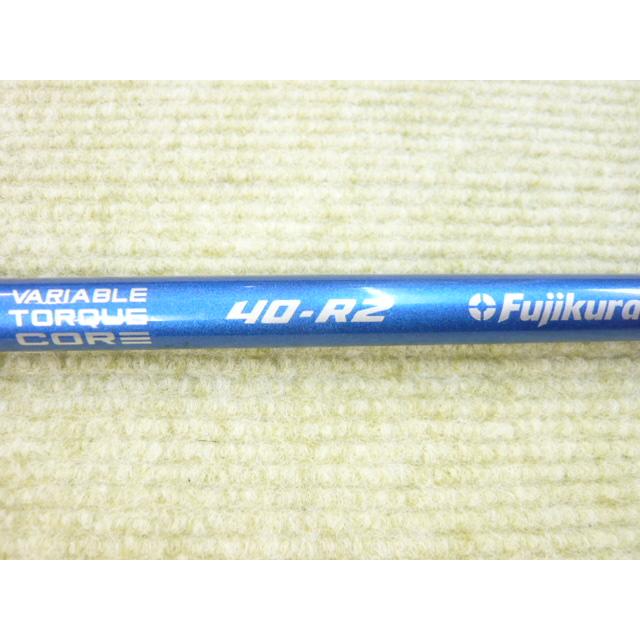 VARIABLE
TORQUE
CORE
40-R2
Fujikura